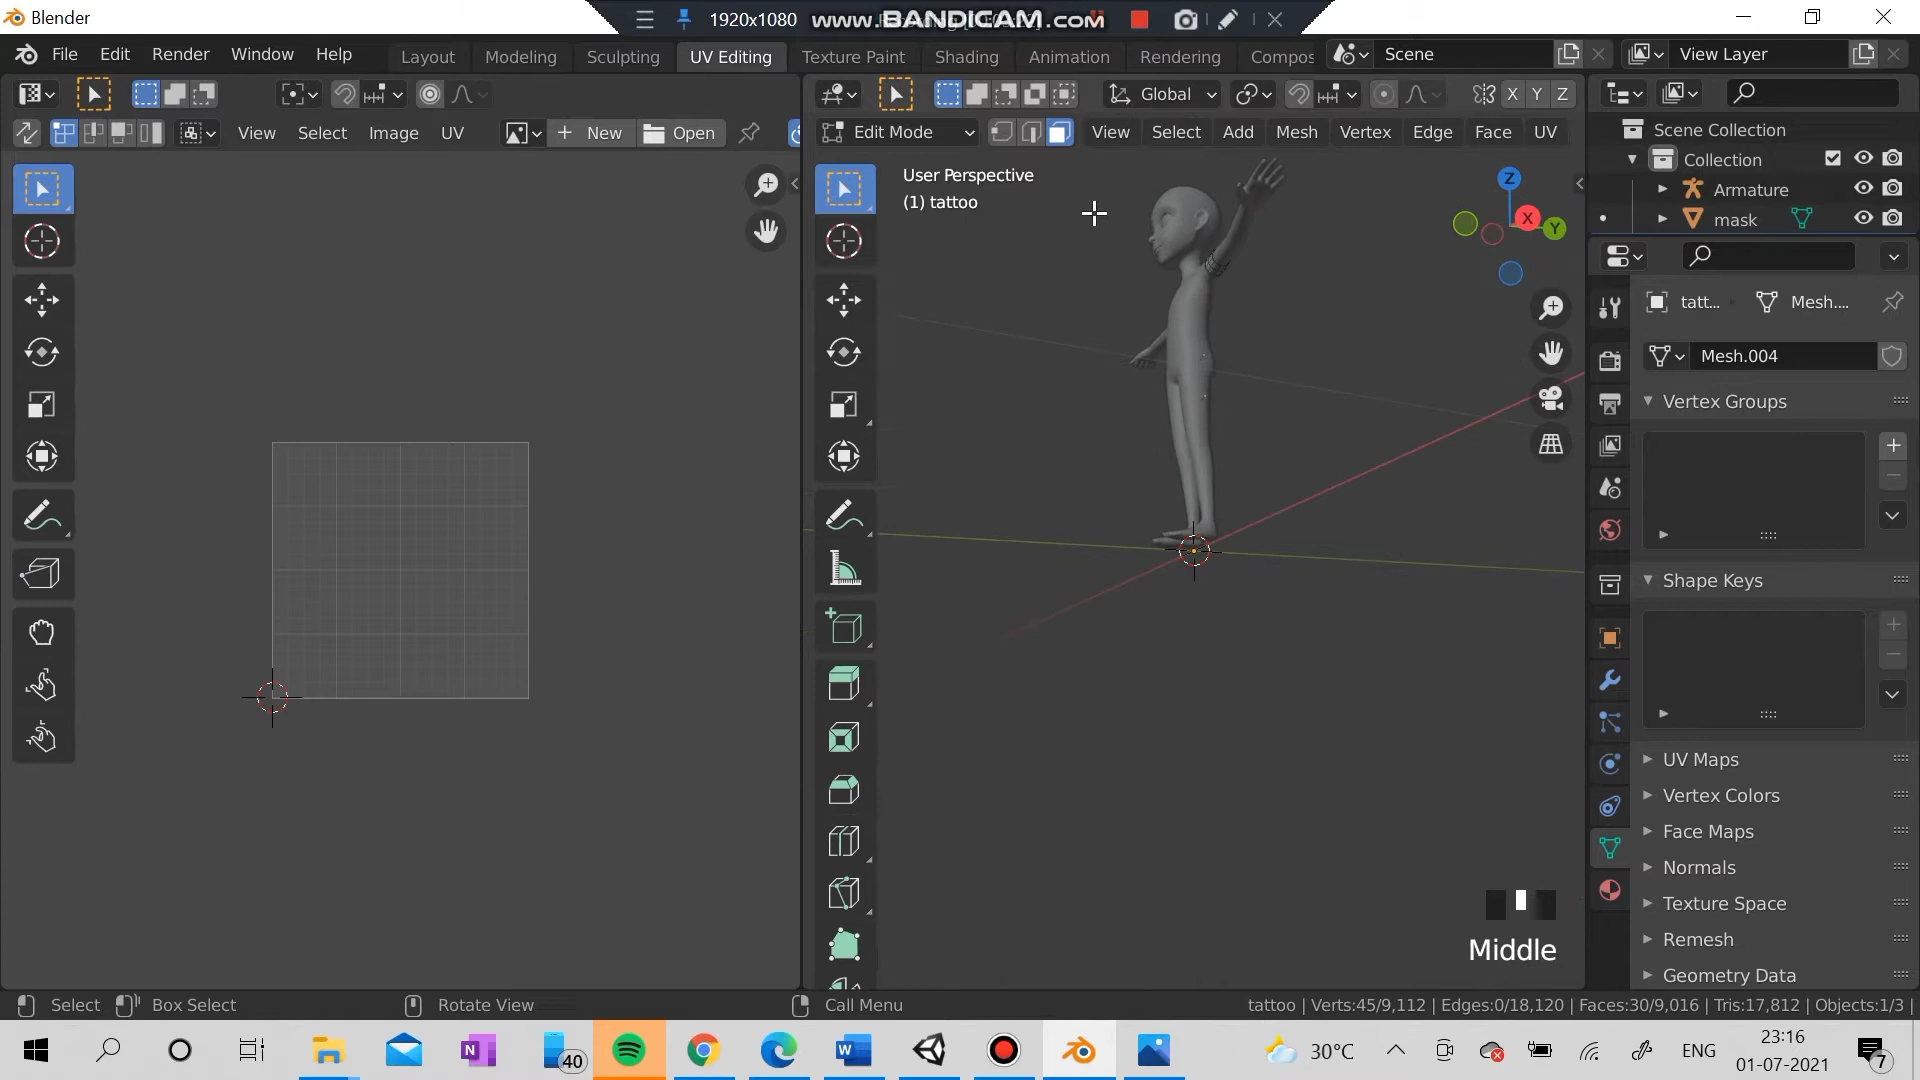 Blender
1920x1080
www.BANDICAM.com
File Edit Render Window Help
Layout Modeling Sculpting UV Editing Texture Paint Shading Animation Rendering Compos
Scene
View Layer
Global
X Y Z
View Select Image UV
New
Open
Edit Mode
View Select Add Mesh Vertex Edge Face UV
Scene Collection
Collection
Armature
mask
User Perspective
(1) tattoo
Z
X
Y
tatt...
Mesh....
Mesh.004
Vertex Groups
Shape Keys
UV Maps
Vertex Colors
Face Maps
Normals
Texture Space
Remesh
Geometry Data
Middle
Select
Box Select
Rotate View
Call Menu
tattoo | Verts:45/9,112 | Edges:0/18,120 | Faces:30/9,016 | Tris:17,812 | Objects:1/3 |
N
40
W
30°C
ENG
23:16
01-07-2021
7